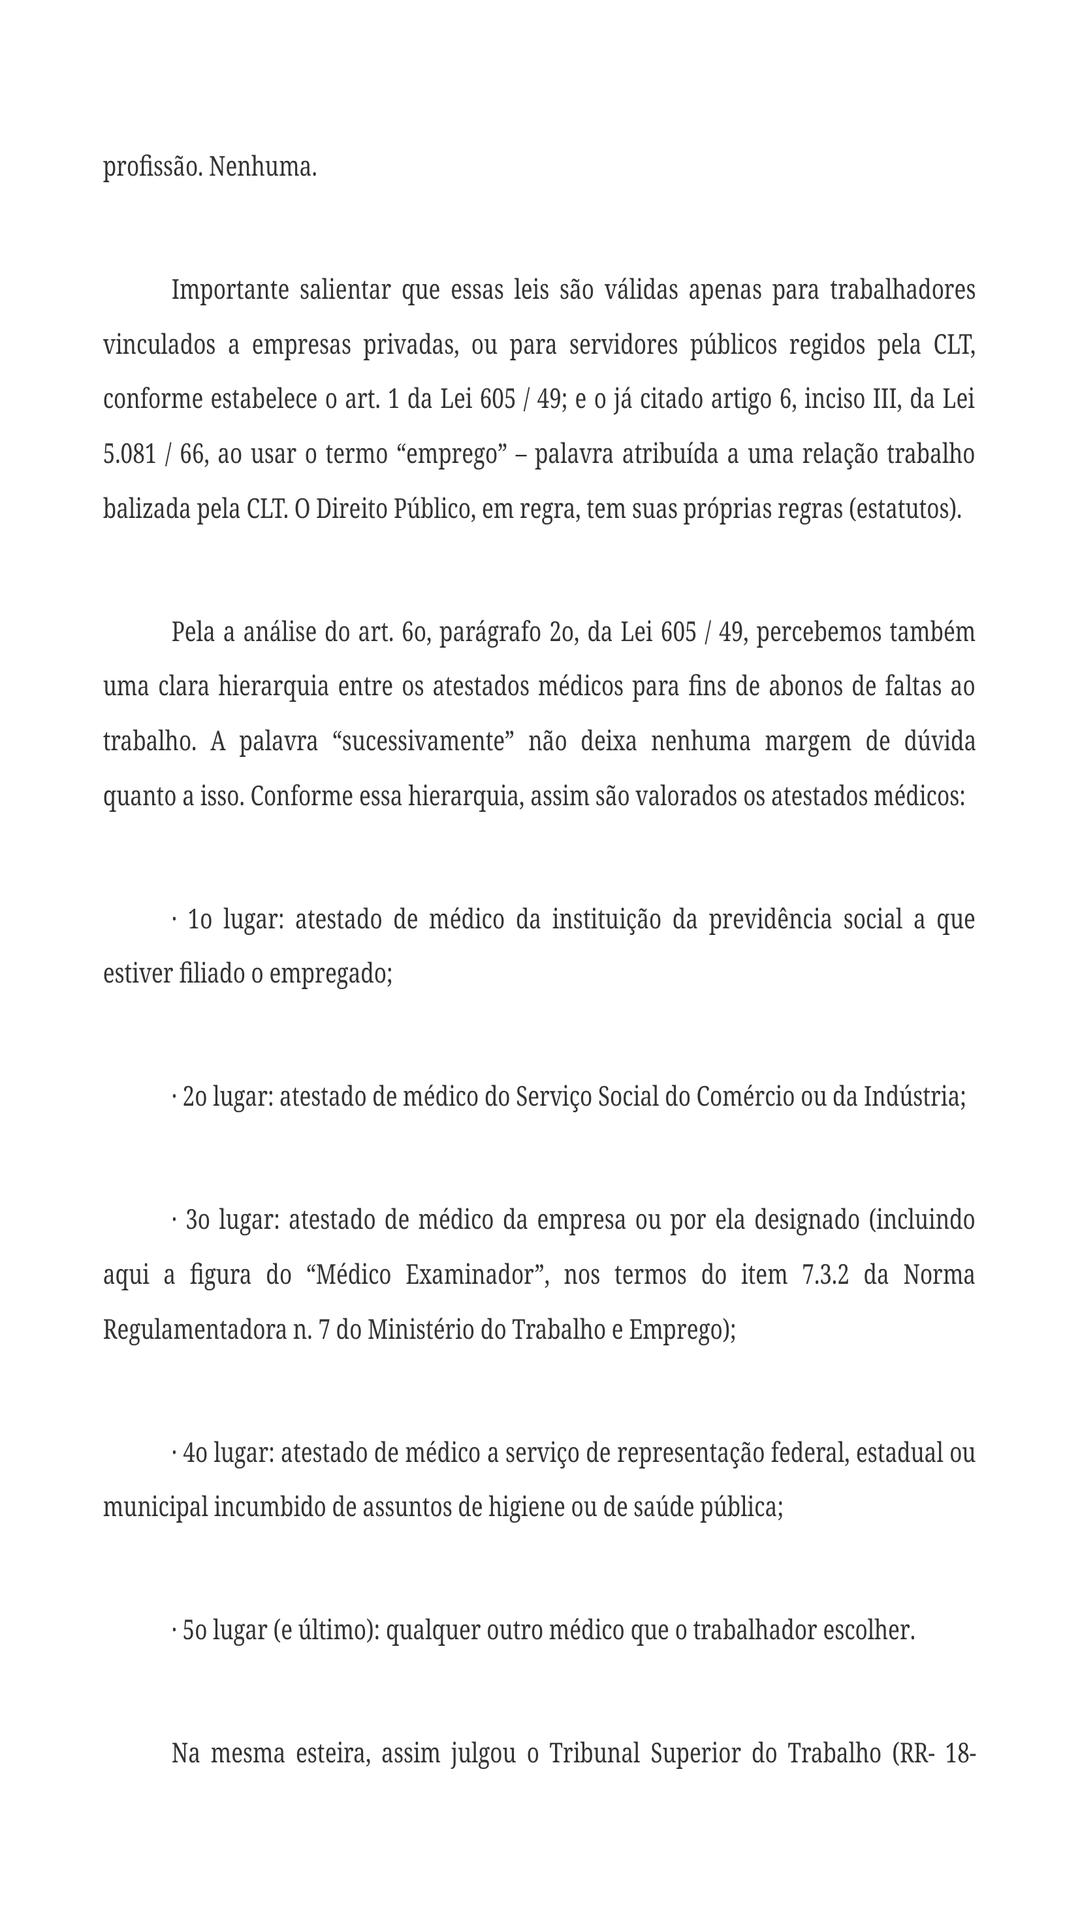 profissão. Nenhuma.
Importante salientar que essas leis são válidas apenas para trabalhadores
vinculados a empresas privadas, ou para servidores públicos regidos pela CLT,
conforme estabelece o art. 1 da Lei 605 / 49; e o já citado artigo 6, inciso III, da Lei
5.081 / 66, ao usar o termo “emprego” – palavra atribuída a uma relação trabalho
balizada pela CLT. O Direito Público, em regra, tem suas próprias regras (estatutos).
Pela a análise do art. 6o, parágrafo 2o, da Lei 605 / 49, percebemos também
uma clara hierarquia entre os atestados médicos para fins de abonos de faltas ao
trabalho. A palavra “sucessivamente” não deixa nenhuma margem de dúvida
quanto a isso. Conforme essa hierarquia, assim são valorados os atestados médicos:
· 1o lugar: atestado de médico da instituição da previdência social a que
estiver filiado o empregado;
· 2o lugar: atestado de médico do Serviço Social do Comércio ou da Indústria;
· 3o lugar: atestado de médico da empresa ou por ela designado (incluindo
aqui a figura do “Médico Examinador”, nos termos do item 7.3.2 da Norma
Regulamentadora n. 7 do Ministério do Trabalho e Emprego);
· 4o lugar: atestado de médico a serviço de representação federal, estadual ou
municipal incumbido de assuntos de higiene ou de saúde pública;
· 5o lugar (e último): qualquer outro médico que o trabalhador escolher.
Na mesma esteira, assim julgou o Tribunal Superior do Trabalho (RR- 18-